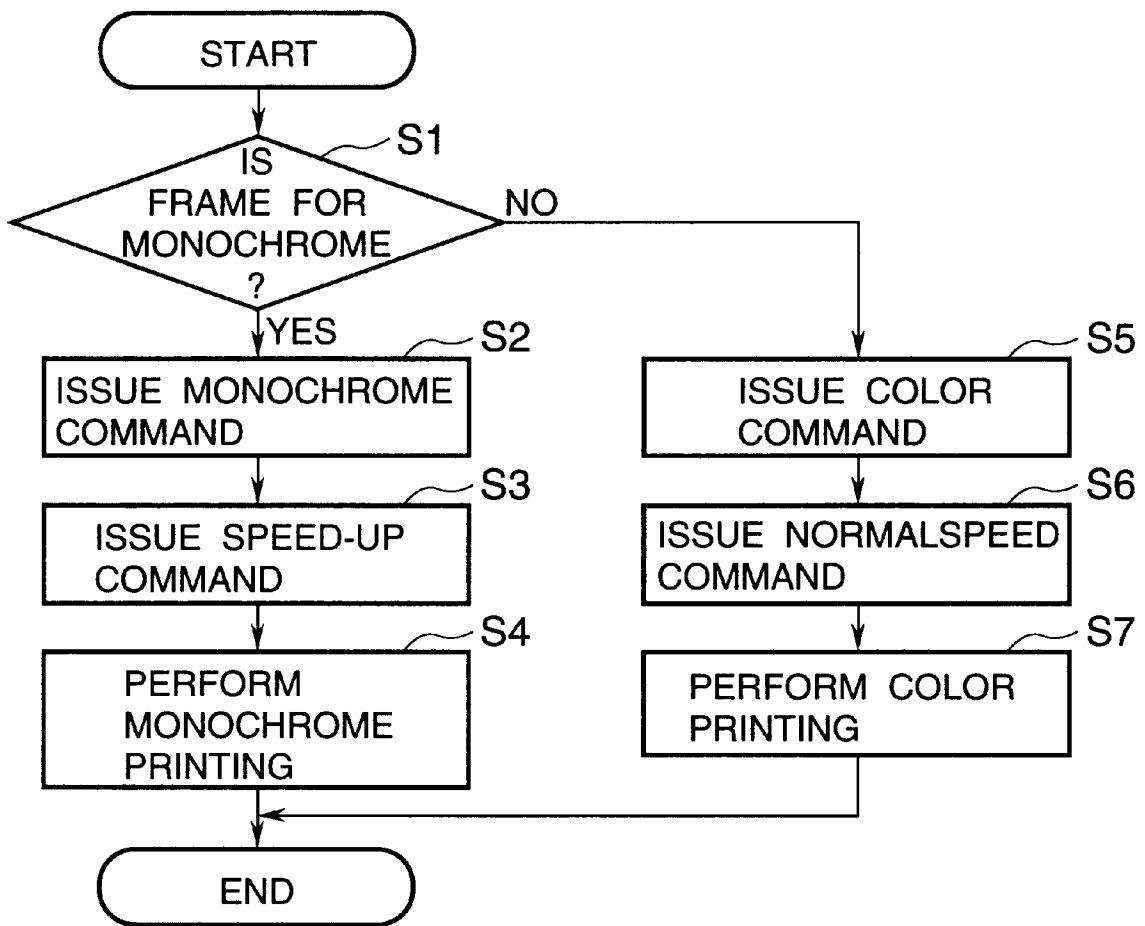 START
S1
IS
FRAME FOR
MONOCHROME
?
NO
YES
S2
ISSUE MONOCHROME
COMMAND
S3
ISSUE SPEED-UP
COMMAND
S4
PERFORM
MONOCHROME
PRINTING
S5
ISSUE COLOR
COMMAND
S6
ISSUE NORMALSPEED
COMMAND
S7
PERFORM COLOR
PRINTING
END